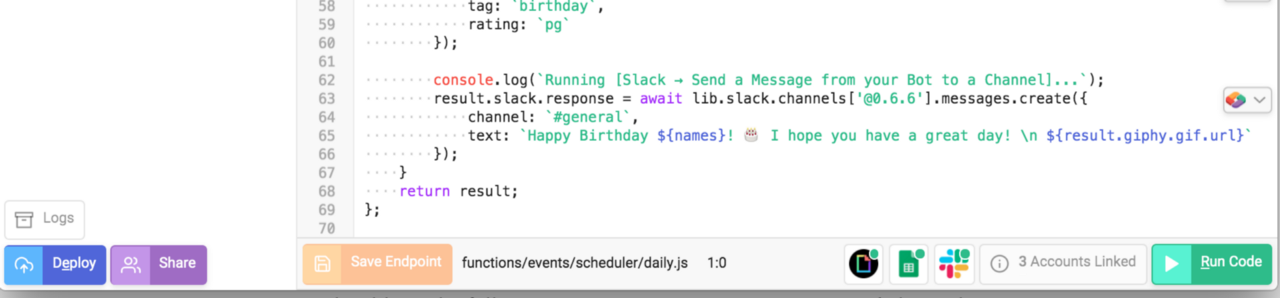 58 ············tag: `birthday`,
59 ············rating: `pg`
60 ········});
61
62 ········console.log(`Running [Slack → Send a Message from your Bot to a Channel]...`);
63 ········result.slack.response = await lib.slack.channels['@0.6.6'].messages.create({
64 ············channel: `#general`,
65 ············text: `Happy Birthday ${names}! 🎂 I hope you have a great day! \n ${result.giphy.gif.url}`
66 ········});
67 ····}
68 ····return result;
69 };
70
Logs
Deploy Share Save Endpoint functions/events/scheduler/daily.js 1:0 3 Accounts Linked Run Code